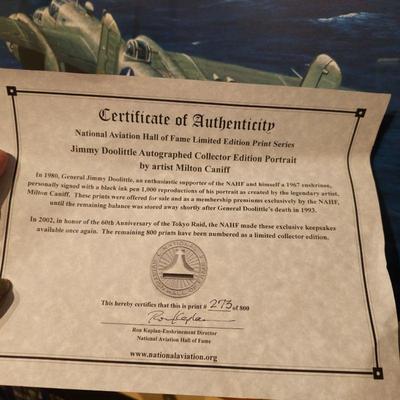 Certificate of Authenticity
National Aviation Hall of Fame Limited Edition Print Series
Jimmy Doolittle Autographed Collector Edition Portrait
by artist Milton Caniff
In 1980, General Jimmy Doolittle, an enthusiastic supporter of the NAHF and himself a 1967 enshrinee,
personally signed with a black ink pen 1,000 reproductions of his portrait as created by the legendary artist,
Milton Caniff. These prints were offered for sale and as a membership premiums exclusively by the NAHF,
until the remaining balance was stored away shortly after General Doolittle's death in 1993.
In 2002, in honor of the 60th Anniversary of the Tokyo Raid, the NAHF made these exclusive keepsakes
available once again. The remaining 800 prints have been numbered as a limited collector edition.
This hereby certifies that this is print # 273 of 800
Ron Kaplan
Ron Kaplan-Enshrinement Director
National Aviation Hall of Fame
www.nationalaviation.org